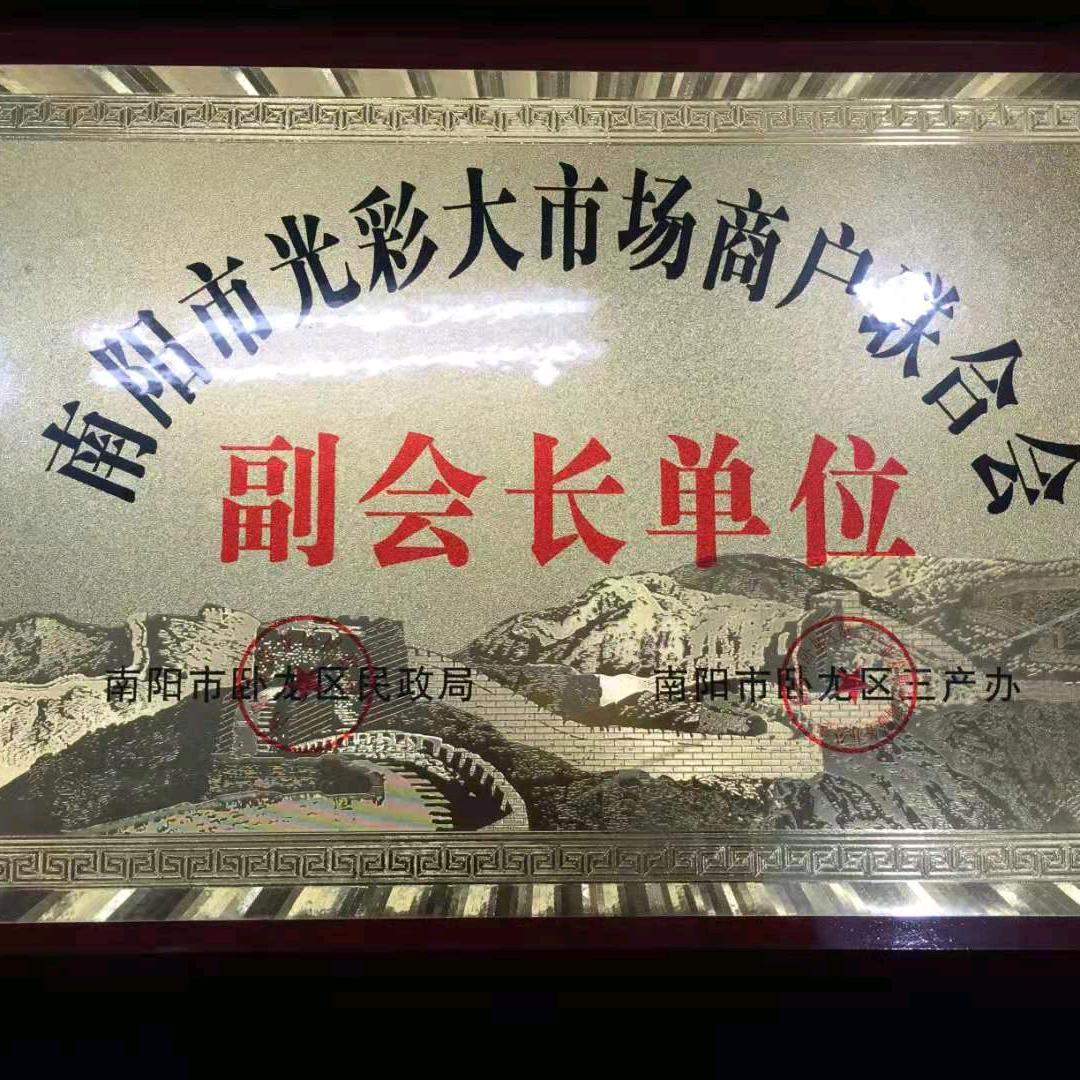 南阳市光彩大市场商户联合会
副会长单位
南阳市卧龙区民政局
南阳市卧龙区三产办